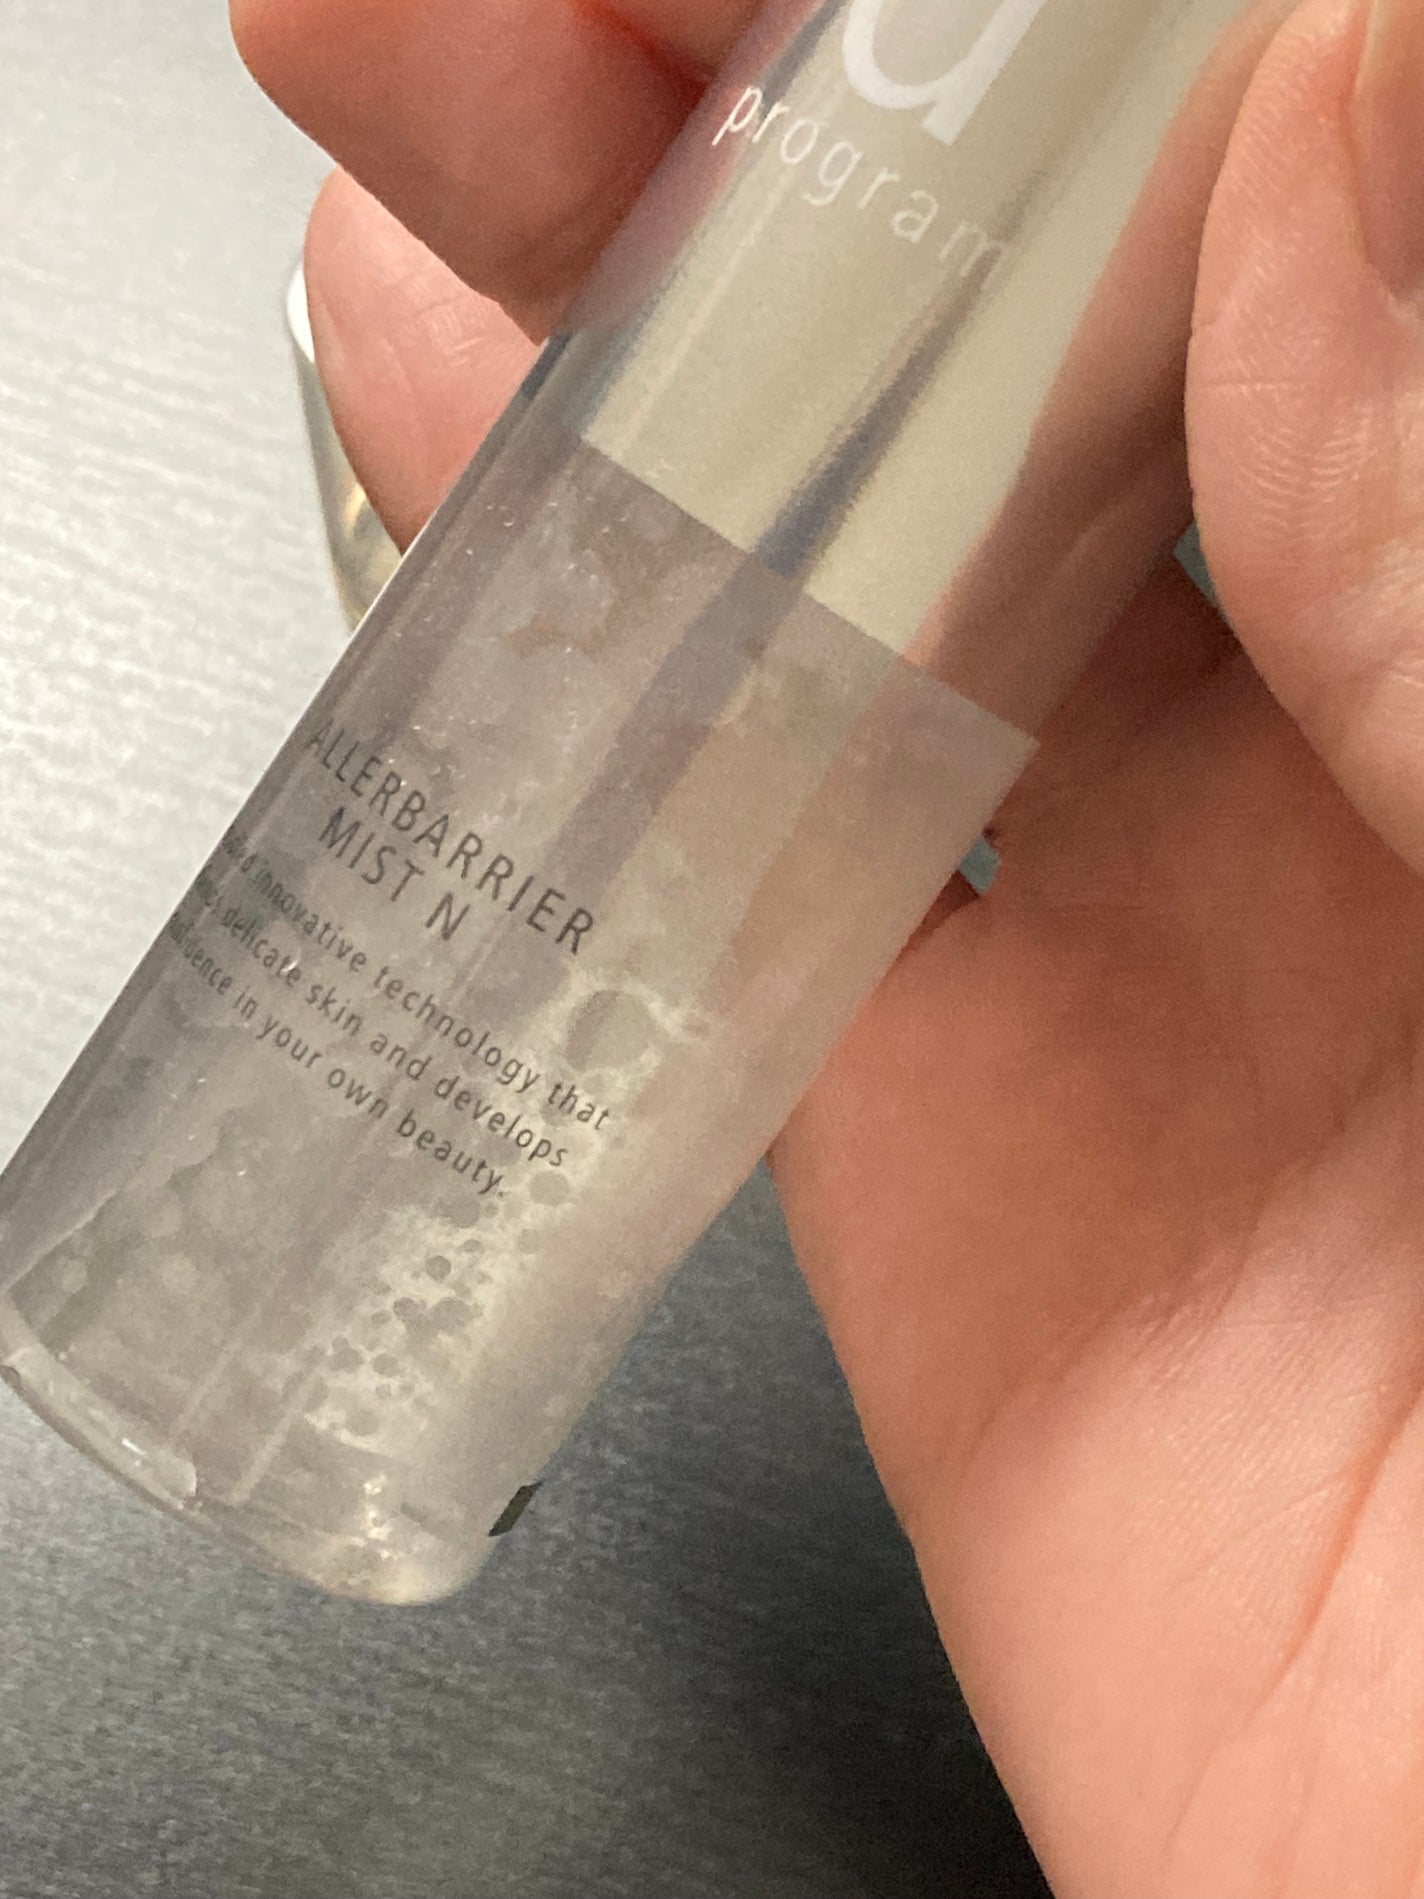 d
program
ALLERBARRIER
MIST N
innovative technology that
delicate skin and develops
in your own beauty.